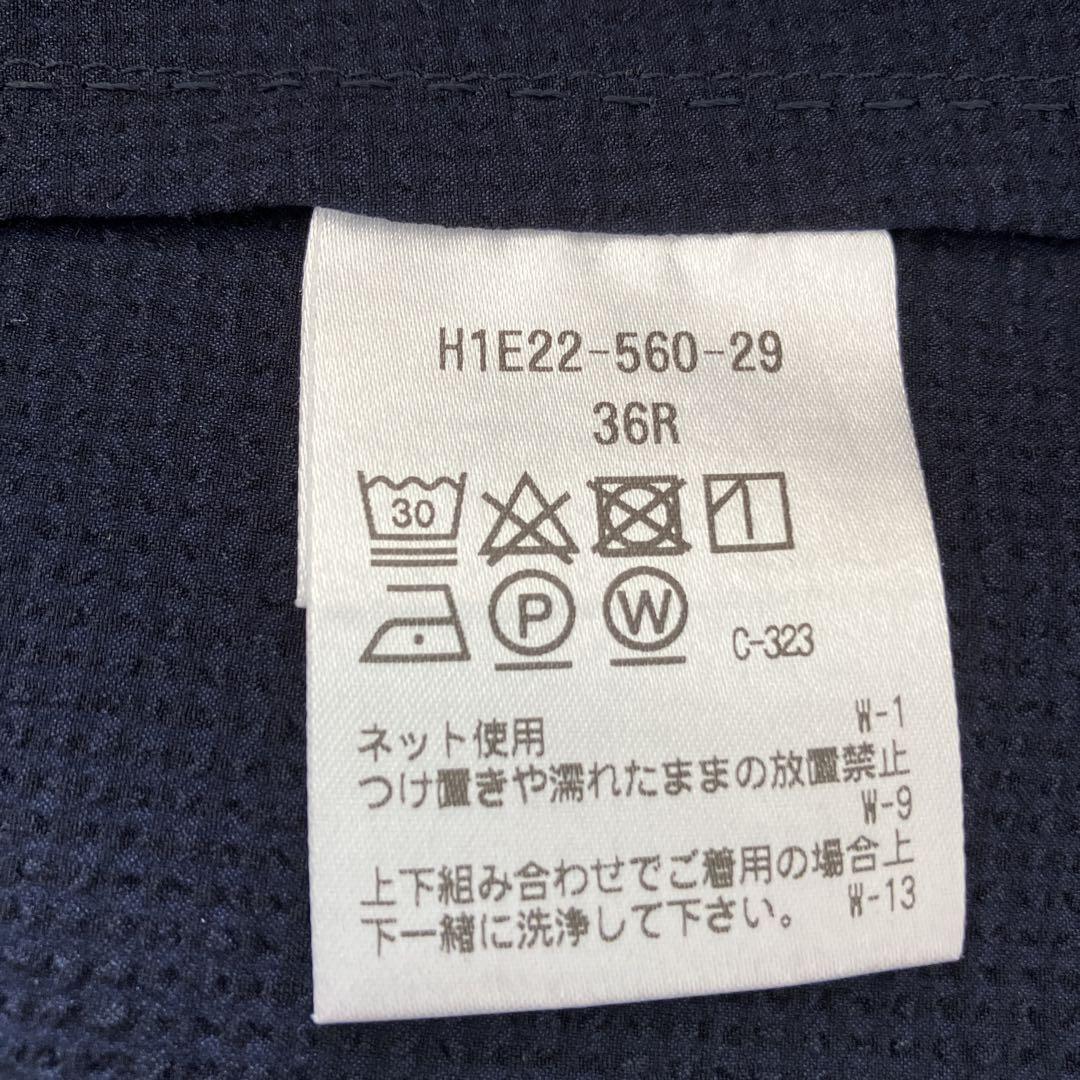 H1E22-560-29
36R
30
P W C-323
W-1
ネット使用
つけ置きや濡れたままの放置禁止
W-9
上下組み合わせでご着用の場合上
下一緒に洗浄して下さい。 W-13